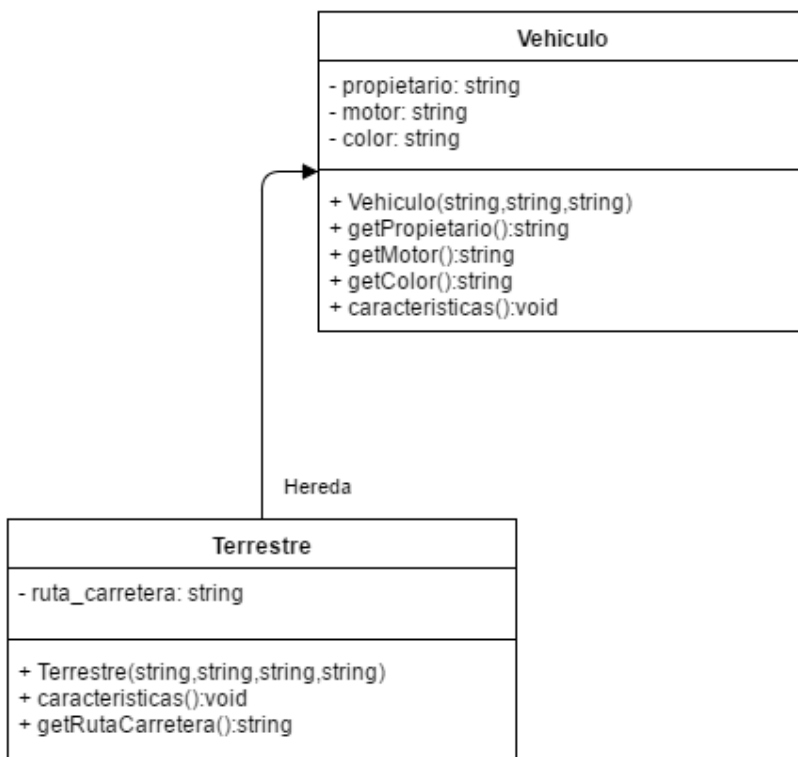 Vehiculo
- propietario: string
- motor: string
- color: string
+ Vehiculo(string,string,string)
+ getPropietario():string
+ getMotor():string
+ getColor():string
+ caracteristicas():void
Hereda
Terrestre
- ruta_carretera: string
+ Terrestre(string,string,string,string)
+ caracteristicas():void
+ getRutaCarretera():string